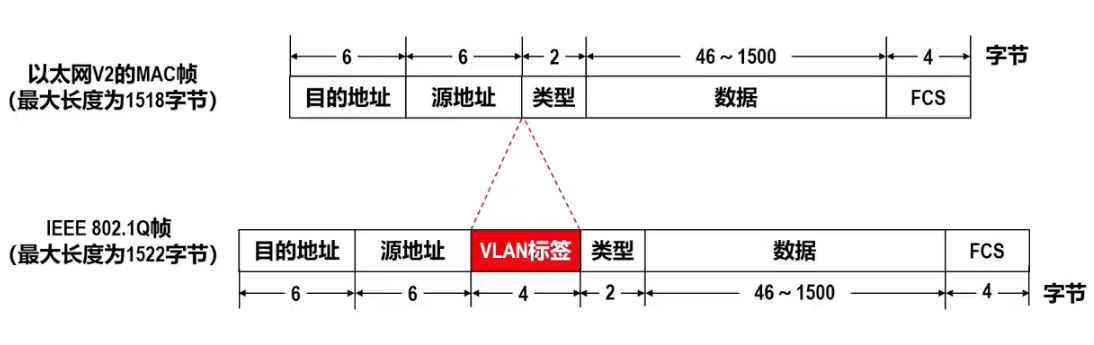 6 6 2 46～1500 4 字节
以太网V2的MAC帧
（最大长度为1518字节）
目的地址 源地址 类型 数据 FCS
IEEE 802.1Q帧
（最大长度为1522字节）
目的地址 源地址 VLAN标签 类型 数据 FCS
6 6 4 2 46～1500 4 字节